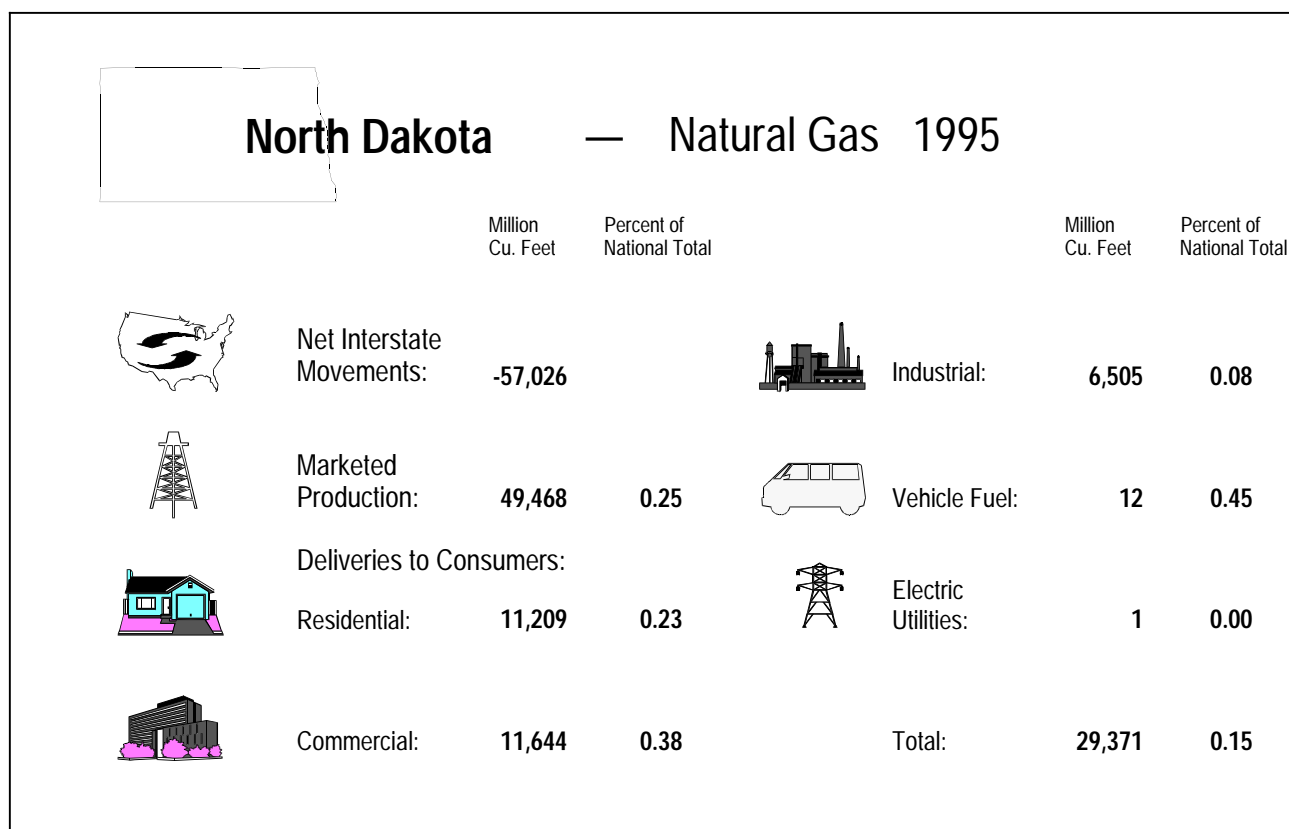 North Dakota — Natural Gas 1995
Million Percent of Million Percent of
Cu. Feet National Total Cu. Feet National Total
Net Interstate
Movements: -57,026
Industrial: 6,505 0.08
Marketed
Production: 49,468 0.25
Vehicle Fuel: 12 0.45
Deliveries to Consumers:
Residential: 11,209 0.23
Electric
Utilities: 1 0.00
Commercial: 11,644 0.38
Total: 29,371 0.15